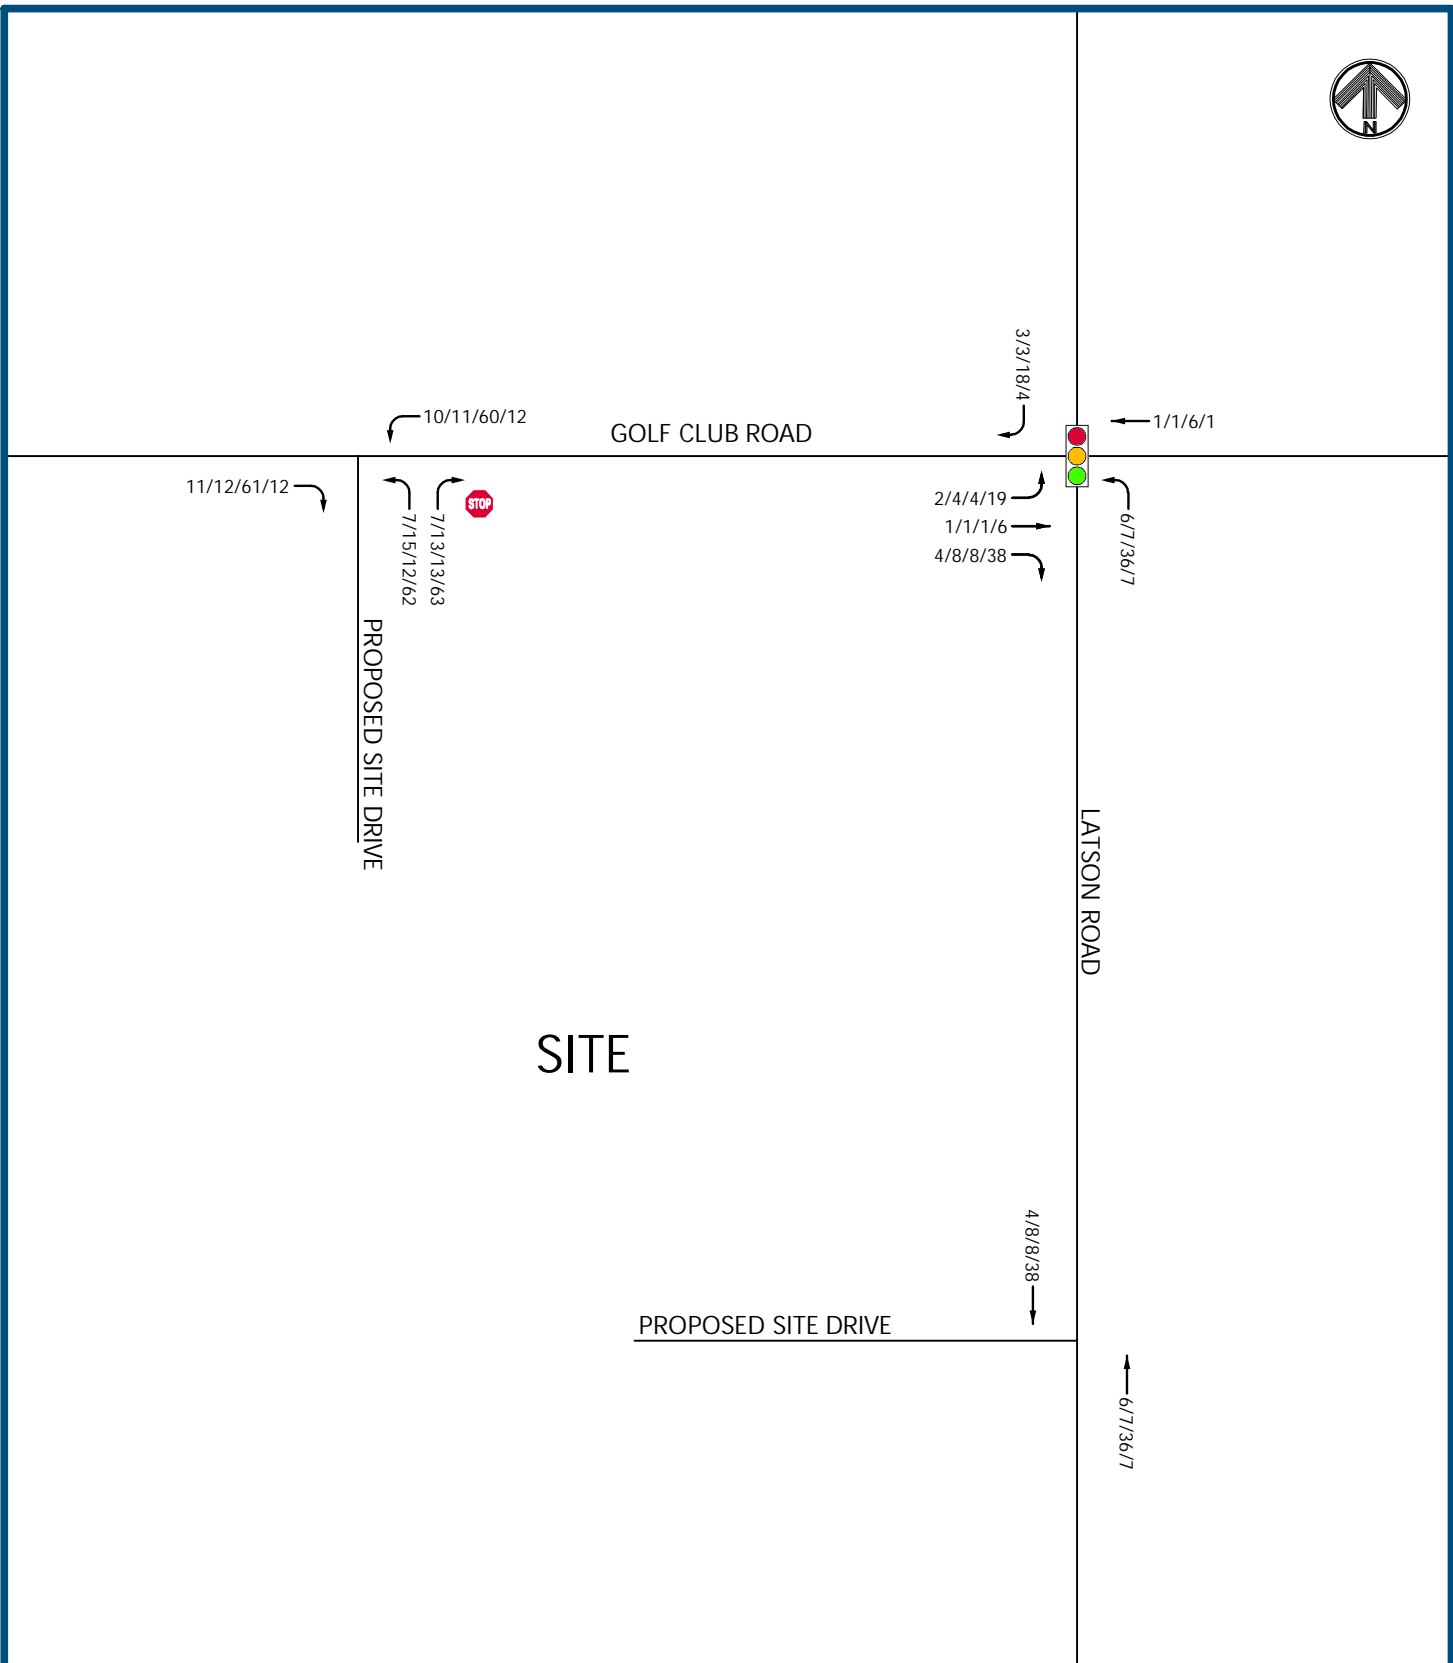 N
3/3/18/4
10/11/60/12
GOLF CLUB ROAD
1/1/6/1
11/12/61/12
STOP
7/15/12/62
7/13/13/63
2/4/4/19
1/1/1/6
4/8/8/38
6/7/36/7
PROPOSED SITE DRIVE
LATSON ROAD
SITE
4/8/8/38
PROPOSED SITE DRIVE
6/7/36/7